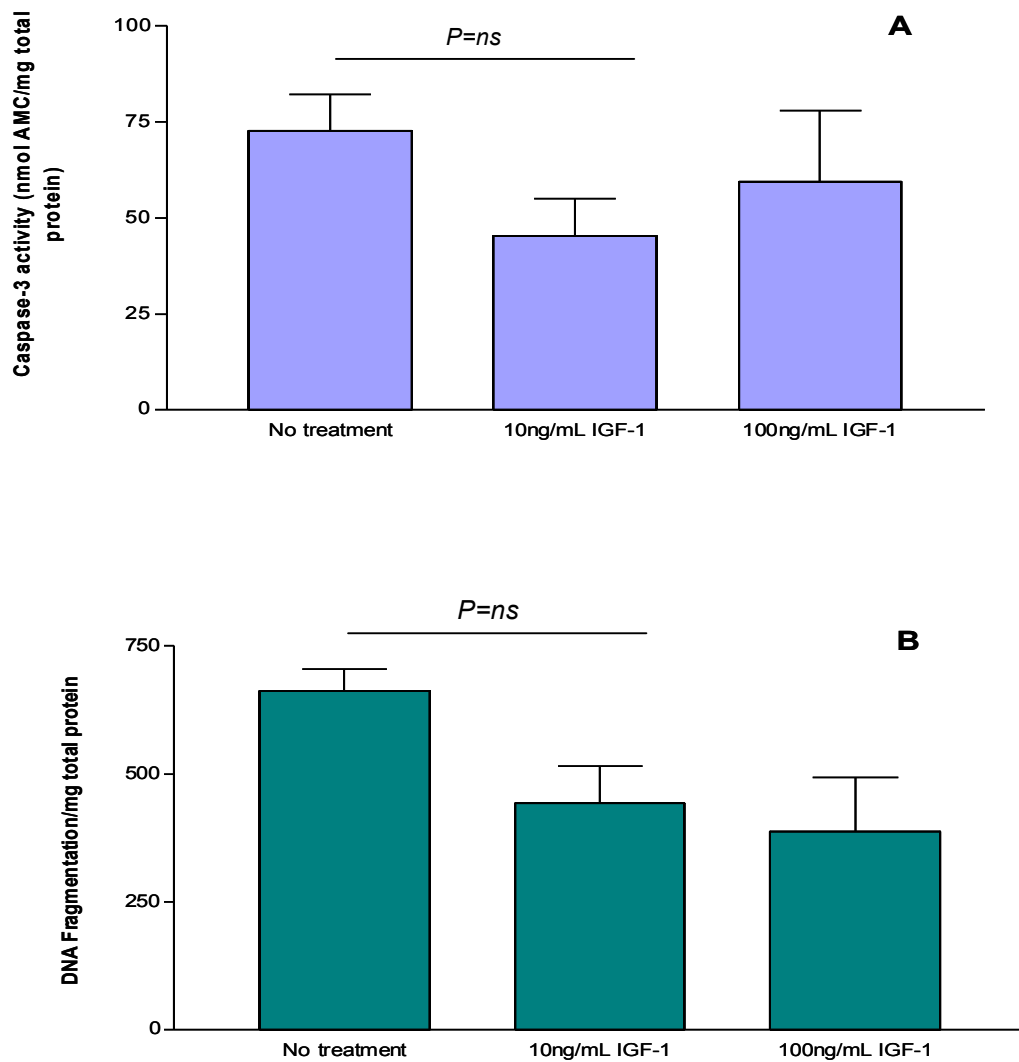 A
P=ns
Caspase-3 activity (nmol AMC/mg total
protein)
100
75
50
25
0
No treatment
10ng/mL IGF-1
100ng/mL IGF-1
B
P=ns
DNA Fragmentation/mg total protein
750
500
250
0
No treatment
10ng/mL IGF-1
100ng/mL IGF-1